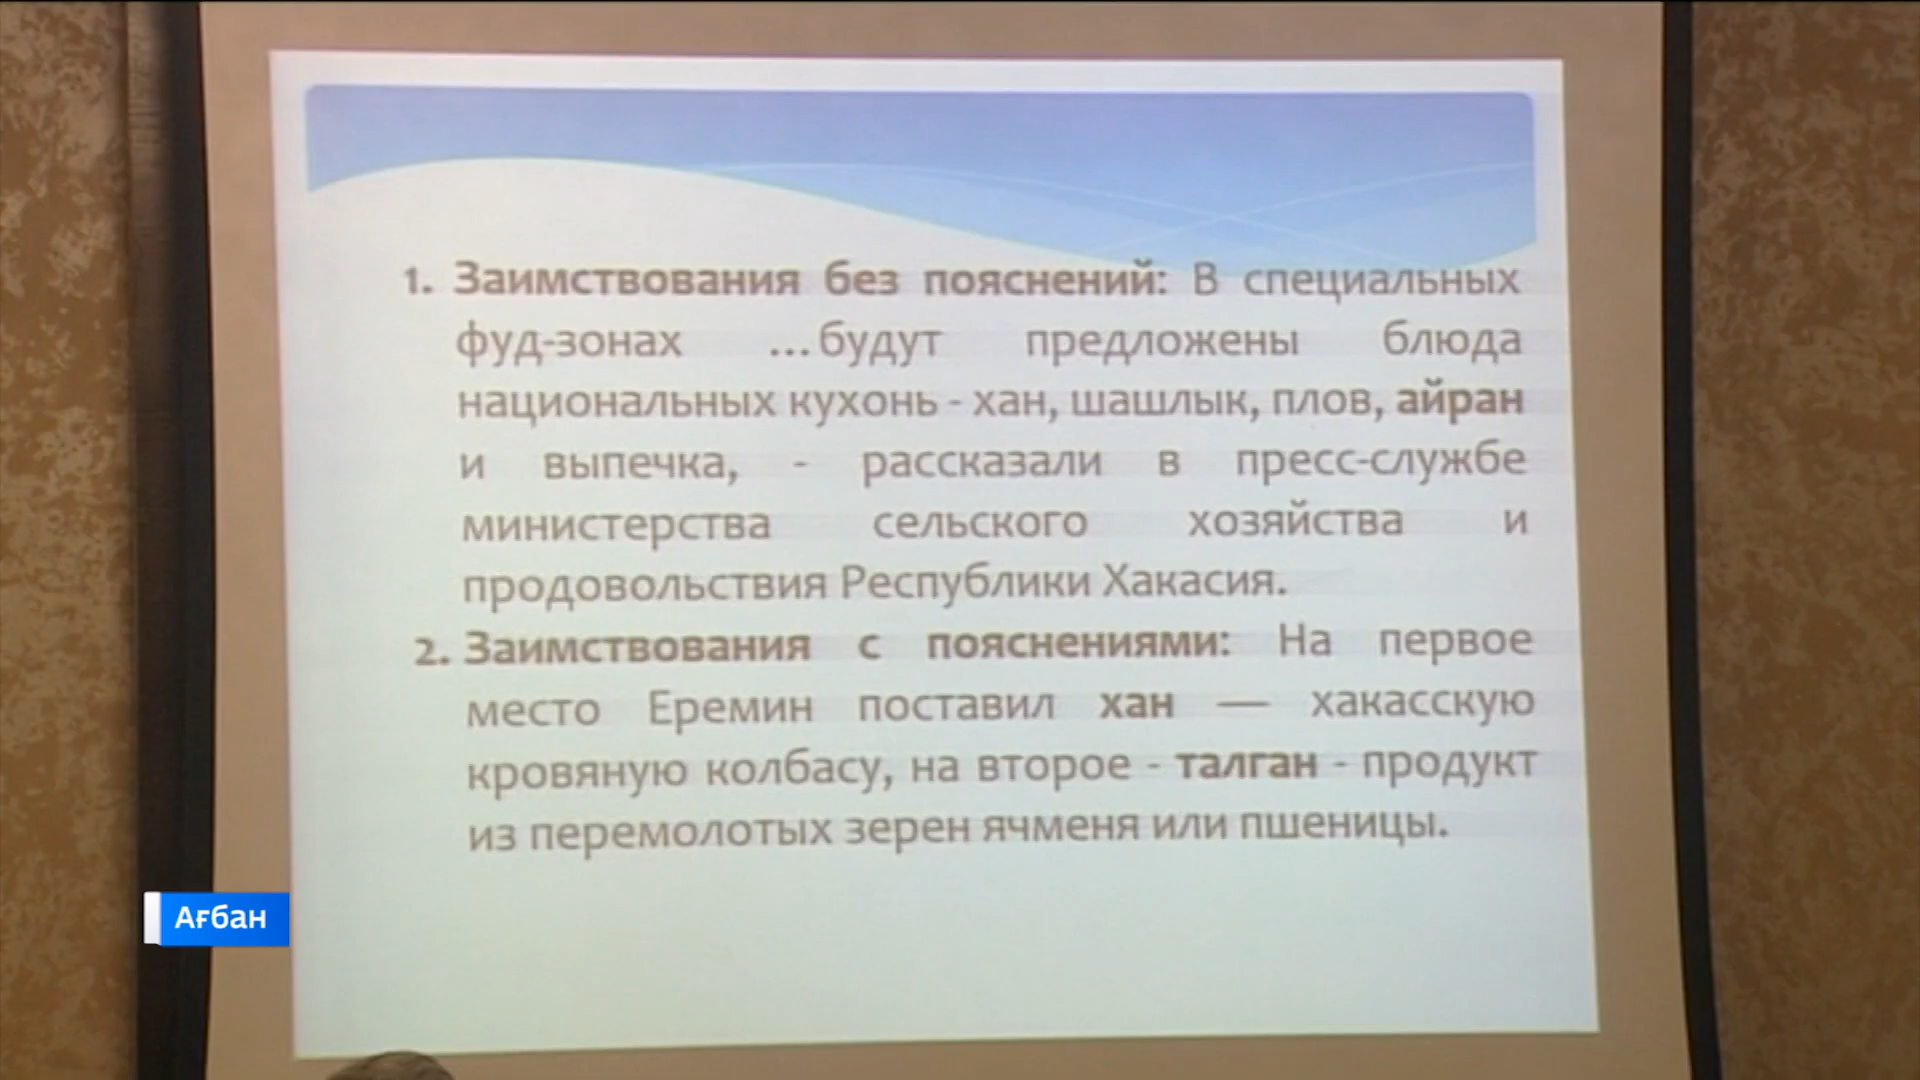 1. Заимствования без пояснений: В специальных
фуд-зонах ...будут предложены блюда
национальных кухонь - хан, шашлык, плов, айран
и выпечка, - рассказали в пресс-службе
министерства сельского хозяйства и
продовольствия Республики Хакасия.
2. Заимствования с пояснениями: На первое
место Еремин поставил хан — хакасскую
кровяную колбасу, на второе - талган - продукт
из перемолотых зерен ячменя или пшеницы.
Ағбан